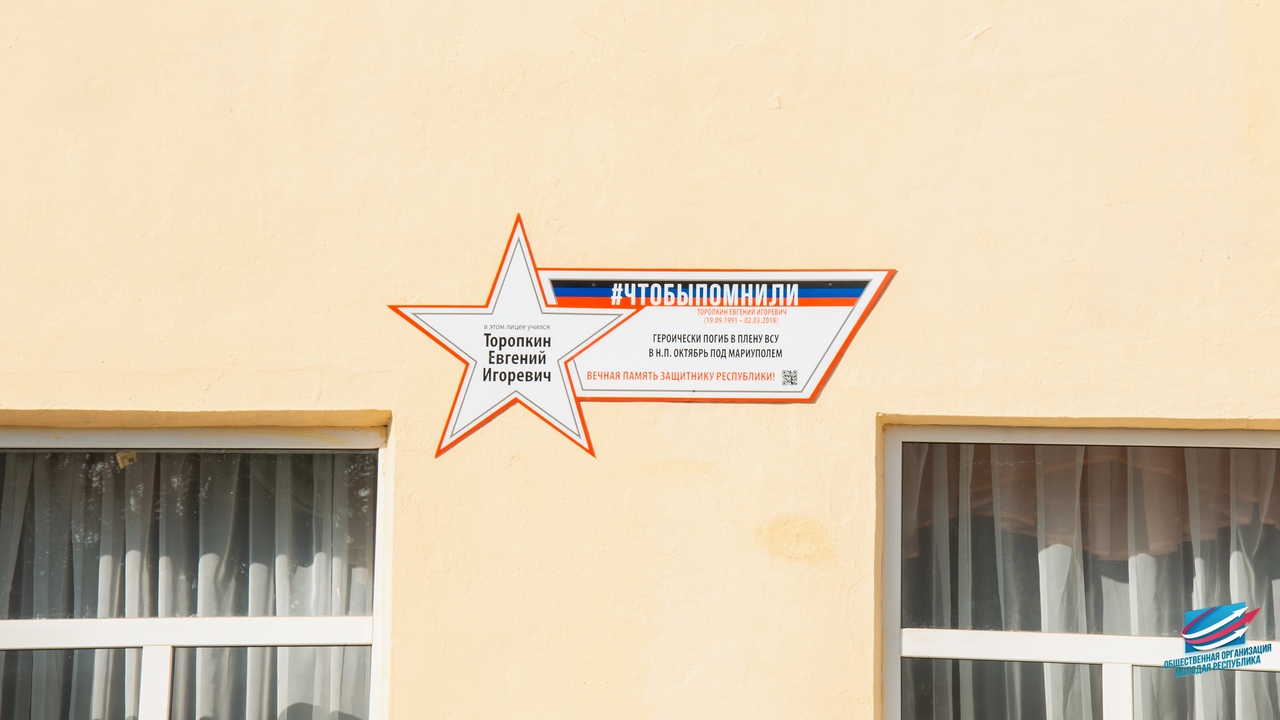 в этом лицее учился
Торопкин
Евгений
Игоревич
#ЧТОБЫПОМНИЛИ
ТОРОПКИН ЕВГЕНИЙ ИГОРЕВИЧ
(19.09.1991 – 02.03.2018)
ГЕРОИЧЕСКИ ПОГИБ В ПЛЕНУ ВСУ
В Н.П. ОКТЯБРЬ ПОД МАРИУПОЛЕМ
ВЕЧНАЯ ПАМЯТЬ ЗАЩИТНИКУ РЕСПУБЛИКИ!
ОБЩЕСТВЕННАЯ ОРГАНИЗАЦИЯ
МОЛОДАЯ РЕСПУБЛИКА